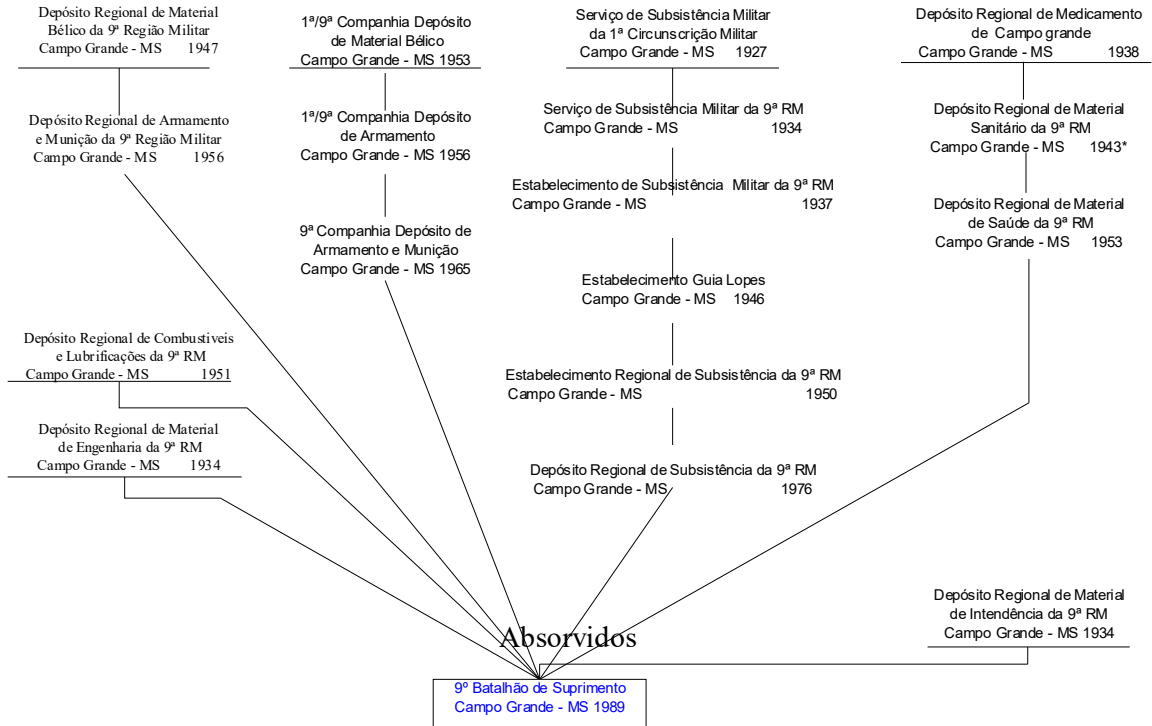 Depósito Regional de Material
Bélico da 9ª Região Militar
Campo Grande - MS 1947
Depósito Regional de Armamento
e Munição da 9ª Região Militar
Campo Grande - MS 1956
1ª/9ª Companhia Depósito
de Material Bélico
Campo Grande - MS 1953
1ª/9ª Companhia Depósito
de Armamento
Campo Grande - MS 1956
9ª Companhia Depósito de
Armamento e Munição
Campo Grande - MS 1965
Serviço de Subsistência Militar
da 1ª Circunscrição Militar
Campo Grande - MS 1927
Serviço de Subsistência Militar da 9ª RM
Campo Grande - MS 1934
Estabelecimento de Subsistência Militar da 9ª RM
Campo Grande - MS 1937
Estabelecimento Guia Lopes
Campo Grande - MS 1946
Estabelecimento Regional de Subsistência da 9ª RM
Campo Grande - MS 1950
Depósito Regional de Subsistência da 9ª RM
Campo Grande - MS 1976
Depósito Regional de Medicamento
de Campo grande
Campo Grande - MS 1938
Depósito Regional de Material
Sanitário da 9ª RM
Campo Grande - MS 1943*
Depósito Regional de Material
de Saúde da 9ª RM
Campo Grande - MS 1953
Depósito Regional de Combustiveis
e Lubrificações da 9ª RM
Campo Grande - MS 1951
Depósito Regional de Material
de Engenharia da 9ª RM
Campo Grande - MS 1934
Depósito Regional de Material
de Intendência da 9ª RM
Campo Grande - MS 1934
Absorvidos
9º Batalhão de Suprimento
Campo Grande - MS 1989